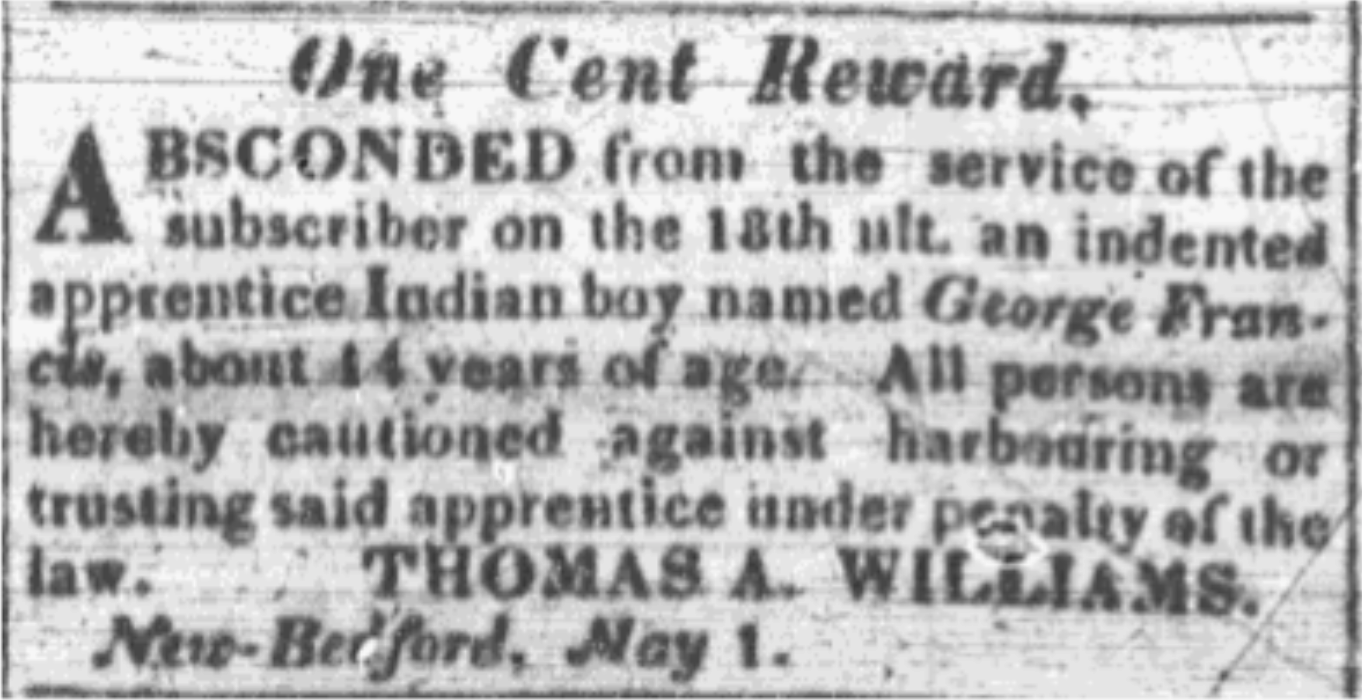 One Cent Reward.
ABSCONDED from the service of the
subscriber on the 18th ult. an indented
apprentice Indian boy named George Fran-
cis, about 14 years of age. All persons are
hereby cautioned against harbouring or
trusting said apprentice under penalty of the
law. THOMAS A. WILLIAMS.
New-Bedford, May 1.